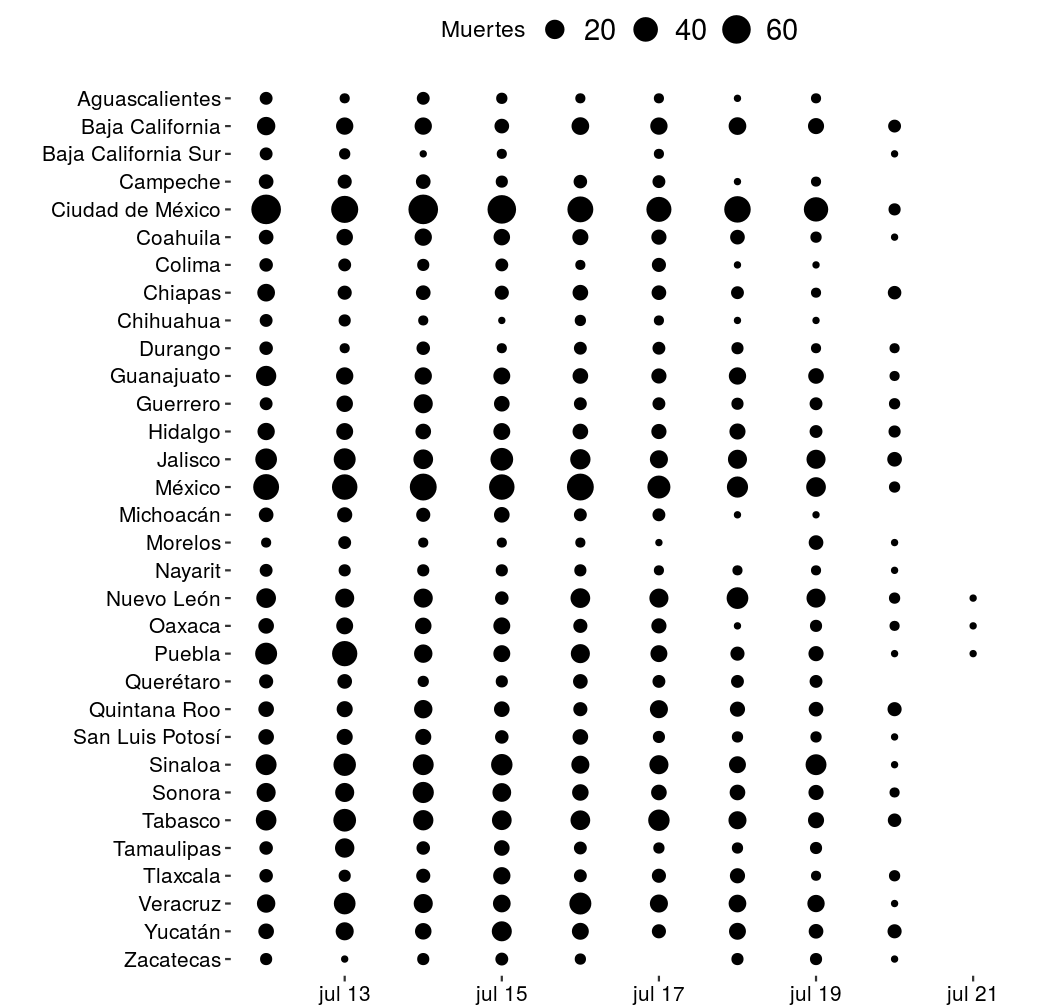 Muertes 20 40 60
Aguascalientes
Baja California
Baja California Sur
Campeche
Ciudad de México
Coahuila
Colima
Chiapas
Chihuahua
Durango
Guanajuato
Guerrero
Hidalgo
Jalisco
México
Michoacán
Morelos
Nayarit
Nuevo León
Oaxaca
Puebla
Querétaro
Quintana Roo
San Luis Potosí
Sinaloa
Sonora
Tabasco
Tamaulipas
Tlaxcala
Veracruz
Yucatán
Zacatecas
jul 13 jul 15 jul 17 jul 19 jul 21